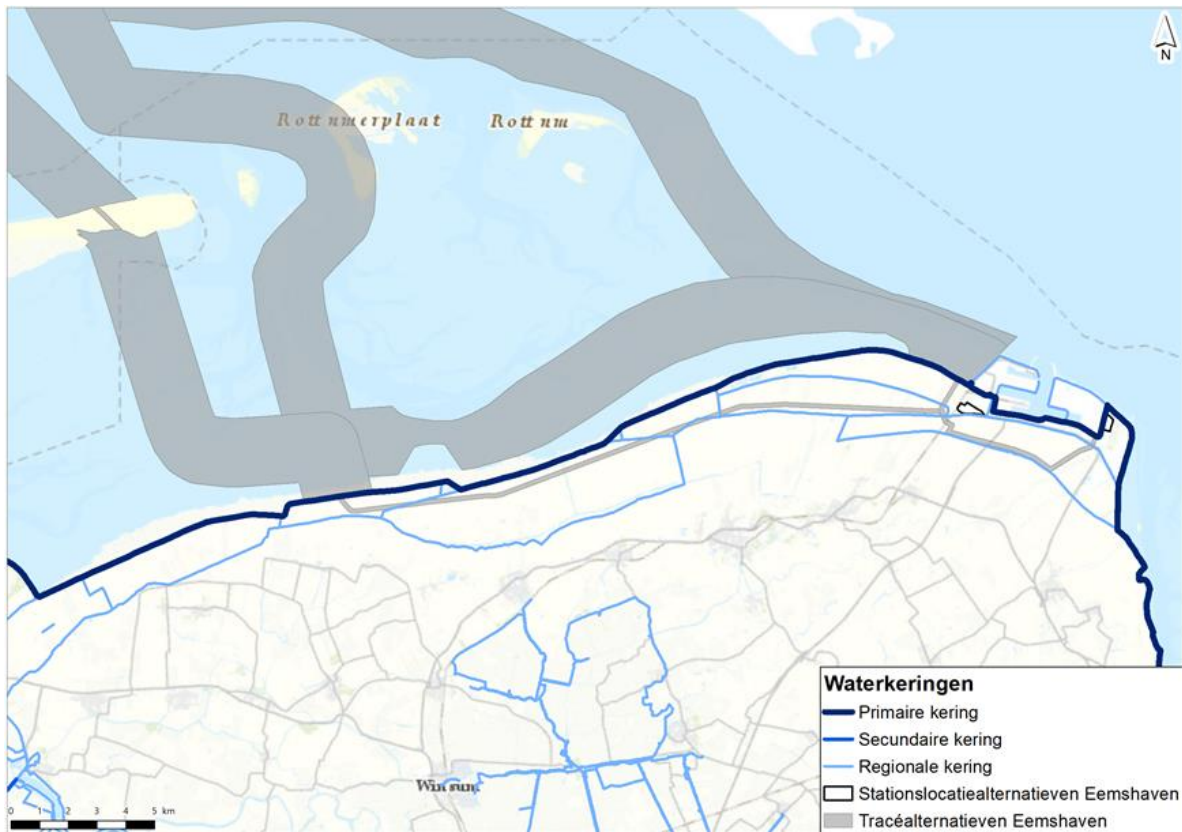 N
Rottumerplaat Rottum
Winsum
0 1 2 3 4 5 km
Waterkeringen
Primaire kering
Secundaire kering
Regionale kering
Stationslocatiealternatieven Eemshaven
Tracéalternatieven Eemshaven